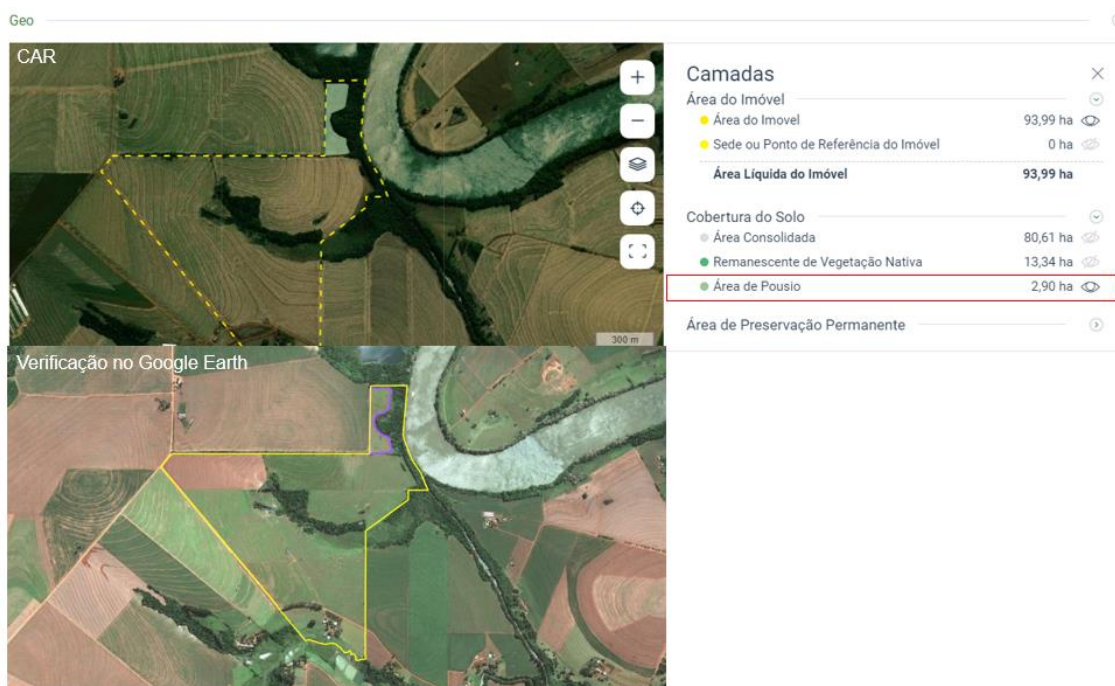 Geo
CAR
Camadas
Área do Imóvel
Área do Imovel 93,99 ha
Sede ou Ponto de Referência do Imóvel 0 ha
Área Líquida do Imóvel 93,99 ha
Cobertura do Solo
Área Consolidada 80,61 ha
Remanescente de Vegetação Nativa 13,34 ha
Área de Pousio 2,90 ha
Área de Preservação Permanente
300 m
Verificação no Google Earth